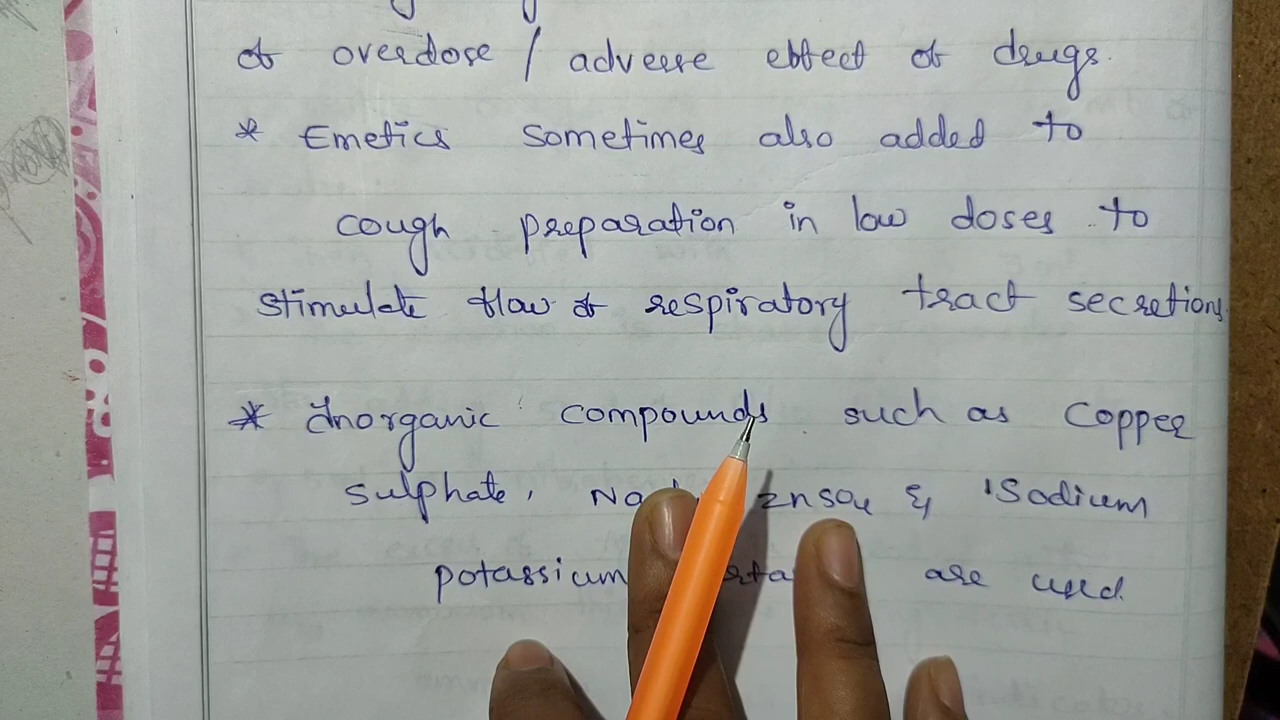 of overdose / adverse effect of drugs.
* Emetics sometimes also added to
cough preparation in low doses to
stimulate flow of respiratory tract secretions.
* Inorganic compounds such as copper
sulphate, ZnSO4 & Sodium
potassium are used.